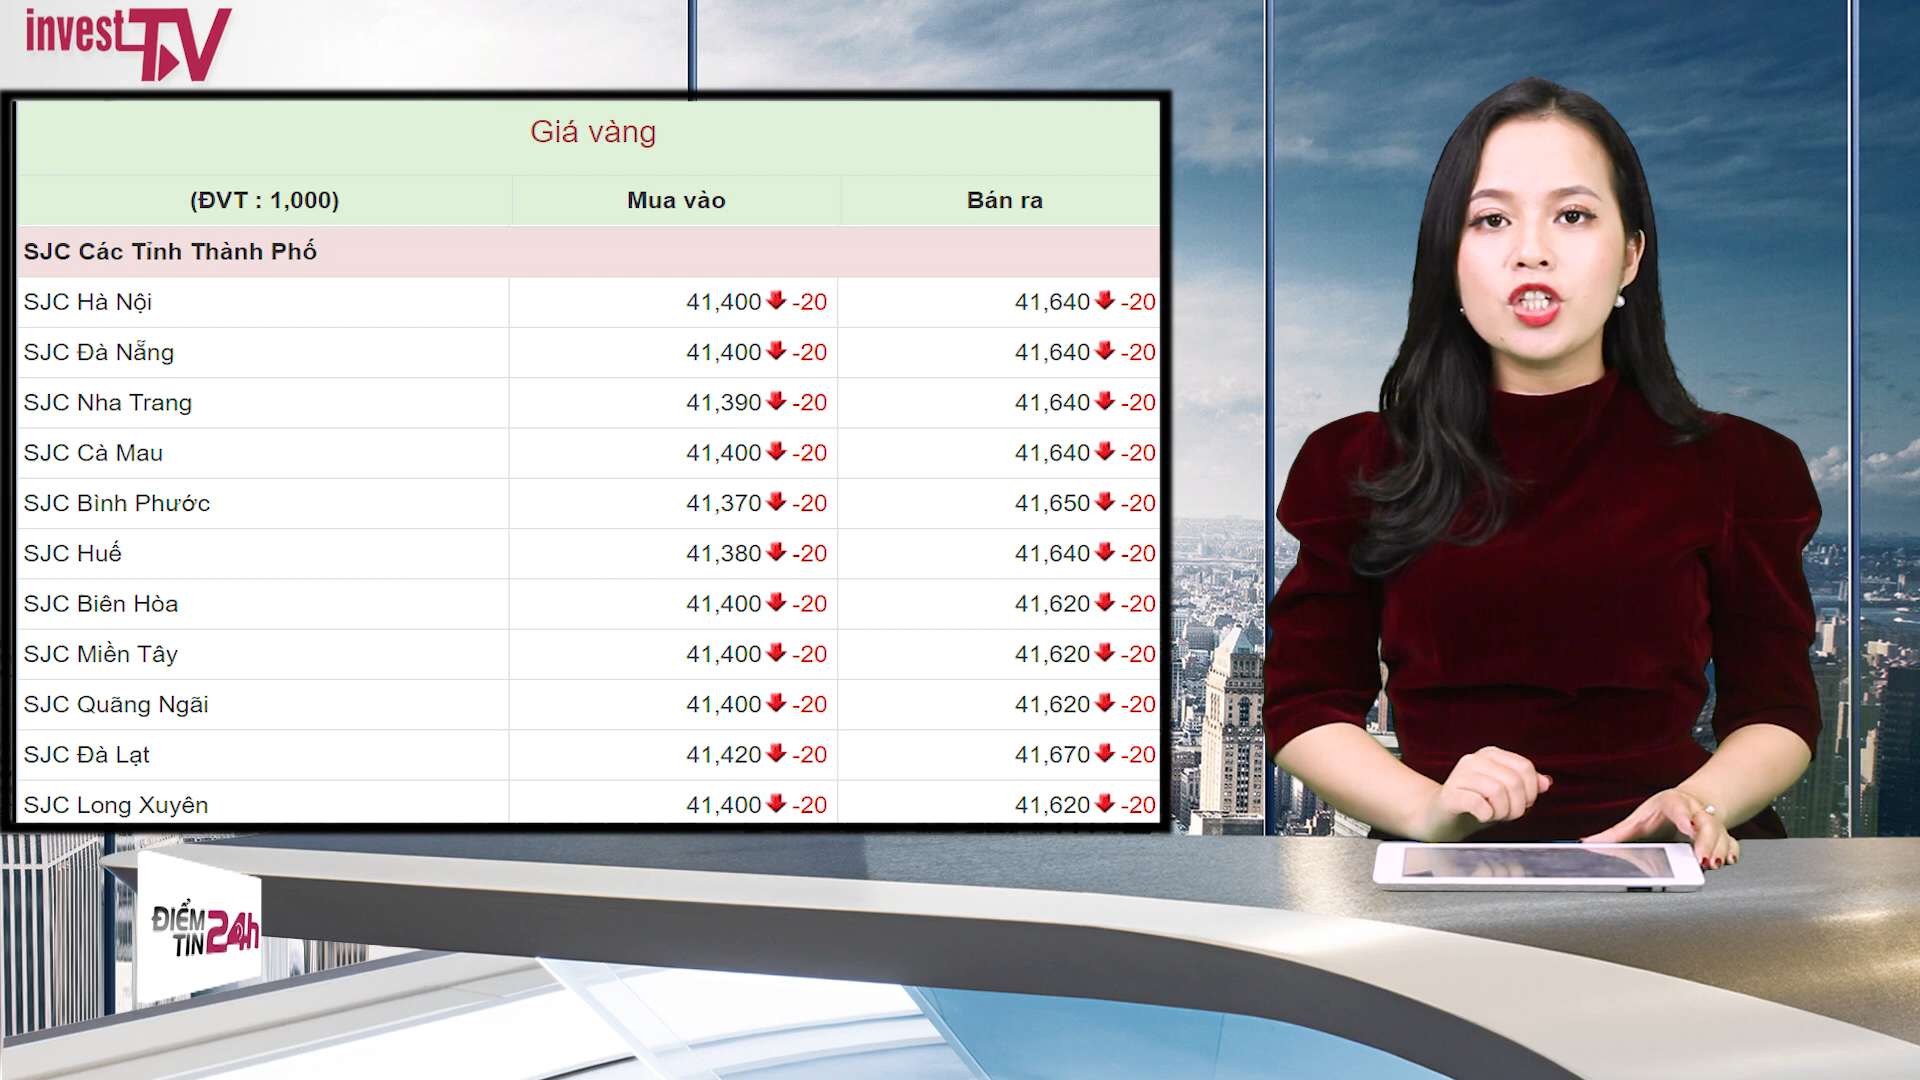 invest TV
Giá vàng
(ĐVT : 1,000) Mua vào Bán ra
SJC Các Tỉnh Thành Phố
SJC Hà Nội 41,400 -20 41,640 -20
SJC Đà Nẵng 41,400 -20 41,640 -20
SJC Nha Trang 41,390 -20 41,640 -20
SJC Cà Mau 41,400 -20 41,640 -20
SJC Bình Phước 41,370 -20 41,650 -20
SJC Huế 41,380 -20 41,640 -20
SJC Biên Hòa 41,400 -20 41,620 -20
SJC Miền Tây 41,400 -20 41,620 -20
SJC Quãng Ngãi 41,400 -20 41,620 -20
SJC Đà Lạt 41,420 -20 41,670 -20
SJC Long Xuyên 41,400 -20 41,620 -20
ĐIỂM
TIN 24h